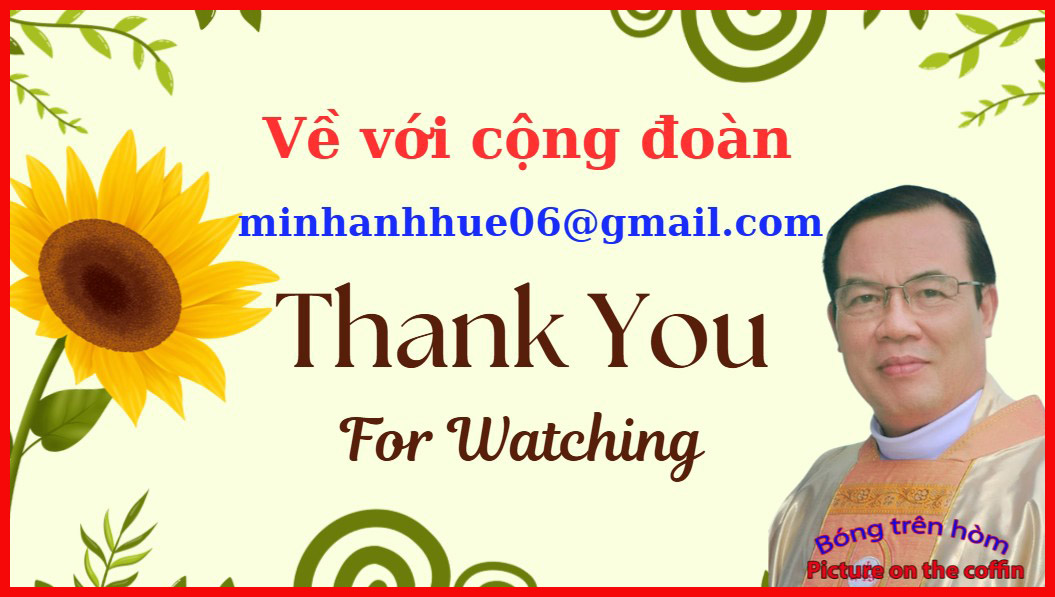 Về với cộng đoàn
minhanhhue06@gmail.com
Thank You
For Watching
Bóng trên hòm
Picture on the coffin